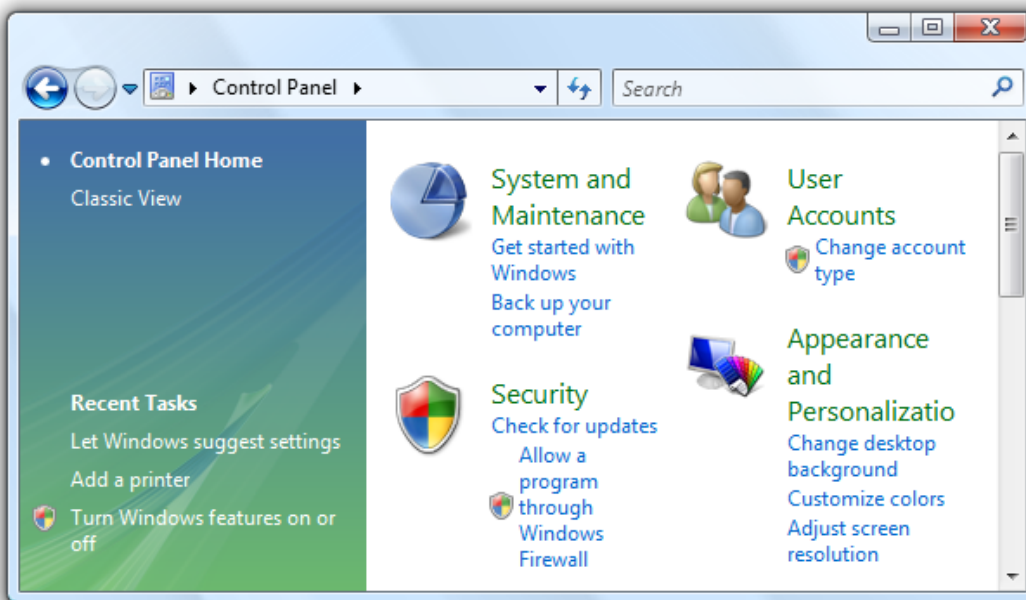 Control Panel
Search
Control Panel Home
Classic View
Recent Tasks
Let Windows suggest settings
Add a printer
Turn Windows features on or
off
System and
Maintenance
Get started with
Windows
Back up your
computer
Security
Check for updates
Allow a
program
through
Windows
Firewall
User
Accounts
Change account
type
Appearance
and
Personalizatio
Change desktop
background
Customize colors
Adjust screen
resolution